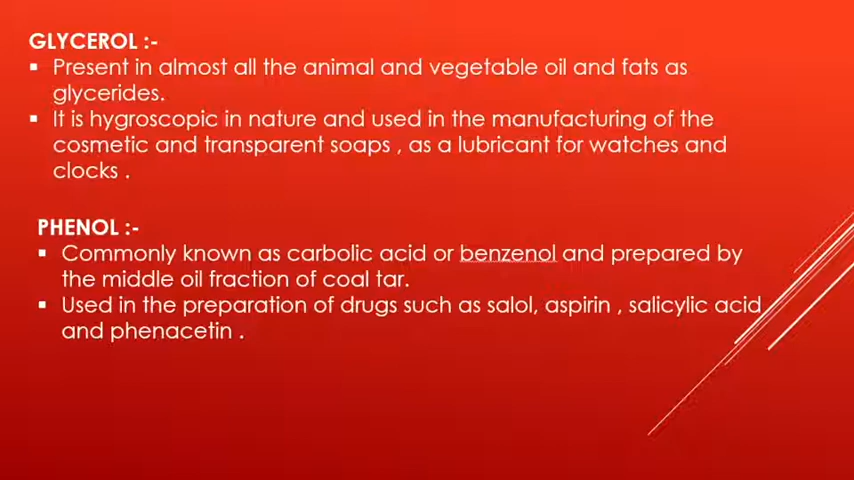 GLYCEROL :-
▪ Present in almost all the animal and vegetable oil and fats as
glycerides.
▪ It is hygroscopic in nature and used in the manufacturing of the
cosmetic and transparent soaps , as a lubricant for watches and
clocks .
PHENOL :-
▪ Commonly known as carbolic acid or benzenol and prepared by
the middle oil fraction of coal tar.
▪ Used in the preparation of drugs such as salol, aspirin , salicylic acid
and phenacetin .